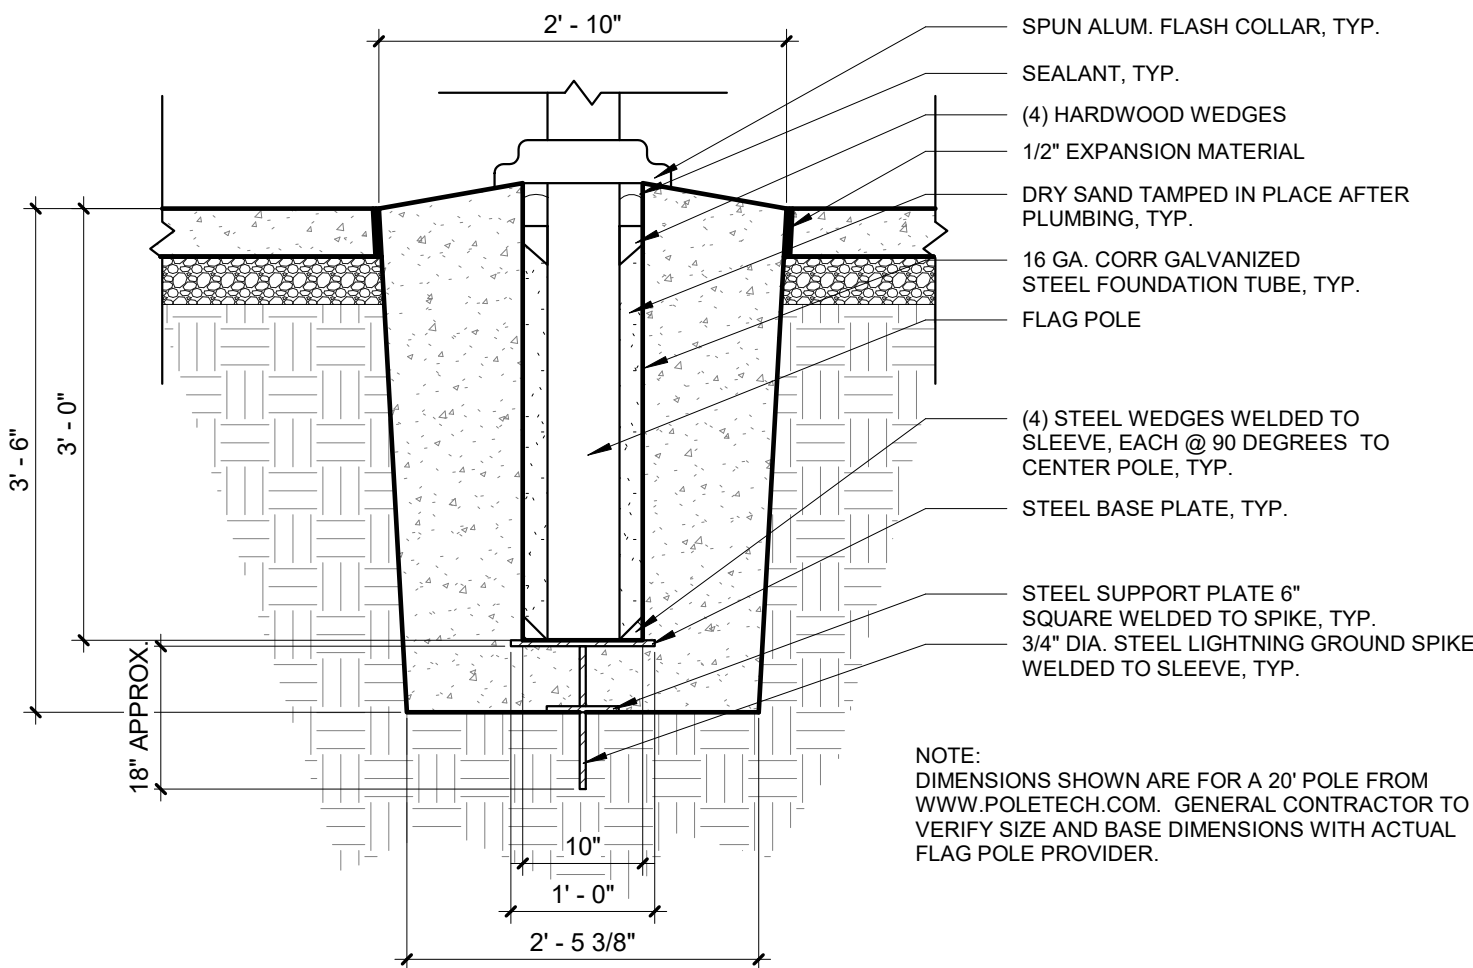 2' - 10"
SPUN ALUM. FLASH COLLAR, TYP.
SEALANT, TYP.
(4) HARDWOOD WEDGES
1/2" EXPANSION MATERIAL
DRY SAND TAMPED IN PLACE AFTER
PLUMBING, TYP.
16 GA. CORR GALVANIZED
STEEL FOUNDATION TUBE, TYP.
FLAG POLE
(4) STEEL WEDGES WELDED TO
SLEEVE, EACH @ 90 DEGREES TO
CENTER POLE, TYP.
STEEL BASE PLATE, TYP.
STEEL SUPPORT PLATE 6"
SQUARE WELDED TO SPIKE, TYP.
3/4" DIA. STEEL LIGHTNING GROUND SPIKE
WELDED TO SLEEVE, TYP.
3' - 6"
3' - 0"
18" APPROX.
10"
1' - 0"
2' - 5 3/8"
NOTE:
DIMENSIONS SHOWN ARE FOR A 20' POLE FROM
WWW.POLETECH.COM. GENERAL CONTRACTOR TO
VERIFY SIZE AND BASE DIMENSIONS WITH ACTUAL
FLAG POLE PROVIDER.